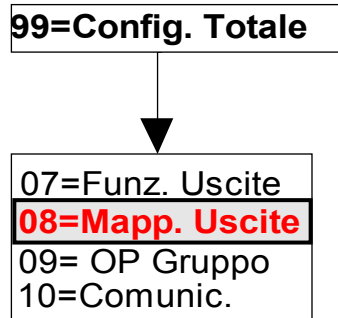 99=Config. Totale
07=Funz. Uscite
08=Mapp. Uscite
09= OP Gruppo
10=Comunic.